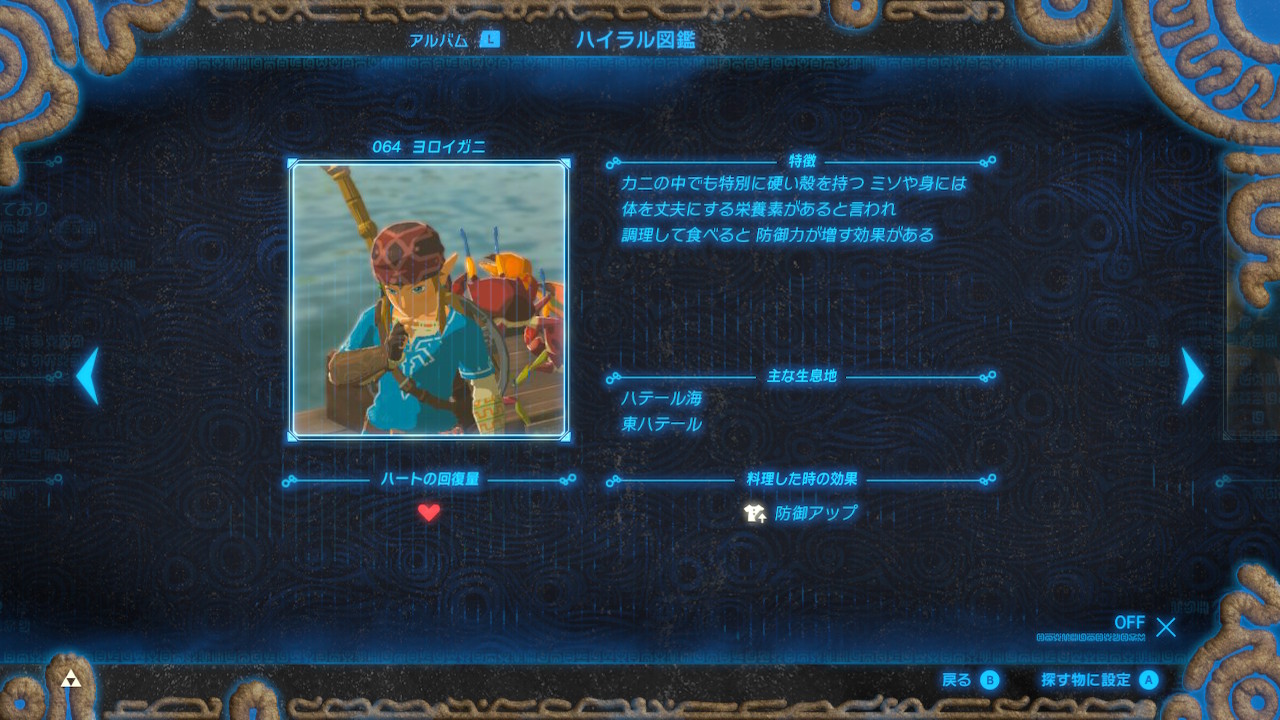 アルバム L
ハイラル図鑑
064 ヨロイガニ
特徴
カニの中でも特別に硬い殻を持つ ミソや身には
体を丈夫にする栄養素があると言われ
調理して食べると 防御力が増す効果がある
ており
主な生息地
ハテール海
東ハテール
ハートの回復量
料理した時の効果
防御アップ
OFF
戻る B
探す物に設定 A